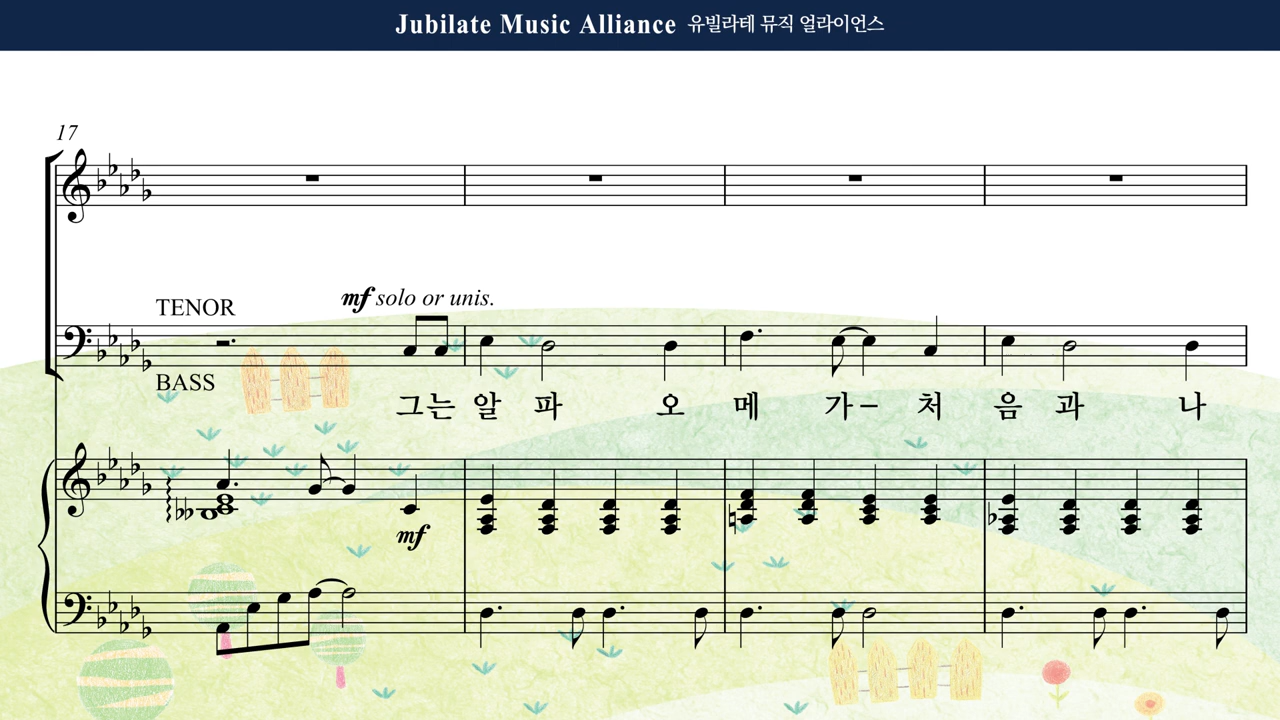 Jubilate Music Alliance 유빌라테 뮤직 얼라이언스
17
TENOR
mf solo or unis.
BASS
그는 알 파 오 메 가– 처 음 과 나
mf